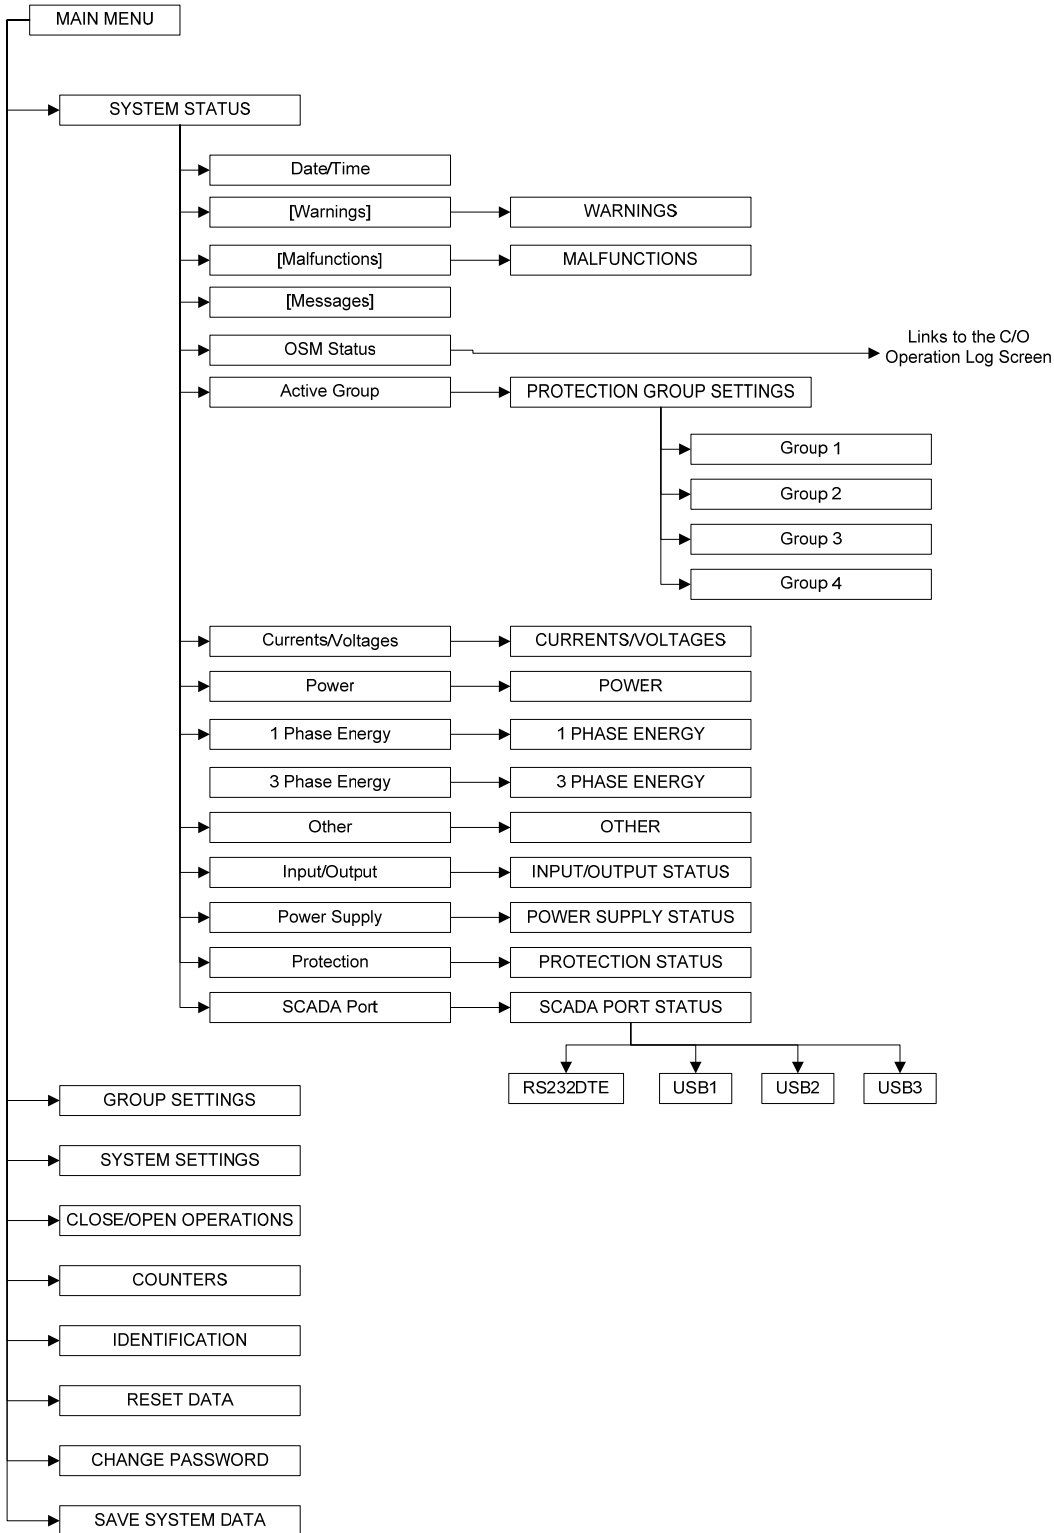 MAIN MENU
SYSTEM STATUS
Date/Time
[Warnings]
WARNINGS
[Malfunctions]
MALFUNCTIONS
[Messages]
OSM Status
Links to the C/O
Operation Log Screen
Active Group
PROTECTION GROUP SETTINGS
Group 1
Group 2
Group 3
Group 4
Currents/Voltages
CURRENTS/VOLTAGES
Power
POWER
1 Phase Energy
1 PHASE ENERGY
3 Phase Energy
3 PHASE ENERGY
Other
OTHER
Input/Output
INPUT/OUTPUT STATUS
Power Supply
POWER SUPPLY STATUS
Protection
PROTECTION STATUS
SCADA Port
SCADA PORT STATUS
RS232DTE
USB1
USB2
USB3
GROUP SETTINGS
SYSTEM SETTINGS
CLOSE/OPEN OPERATIONS
COUNTERS
IDENTIFICATION
RESET DATA
CHANGE PASSWORD
SAVE SYSTEM DATA